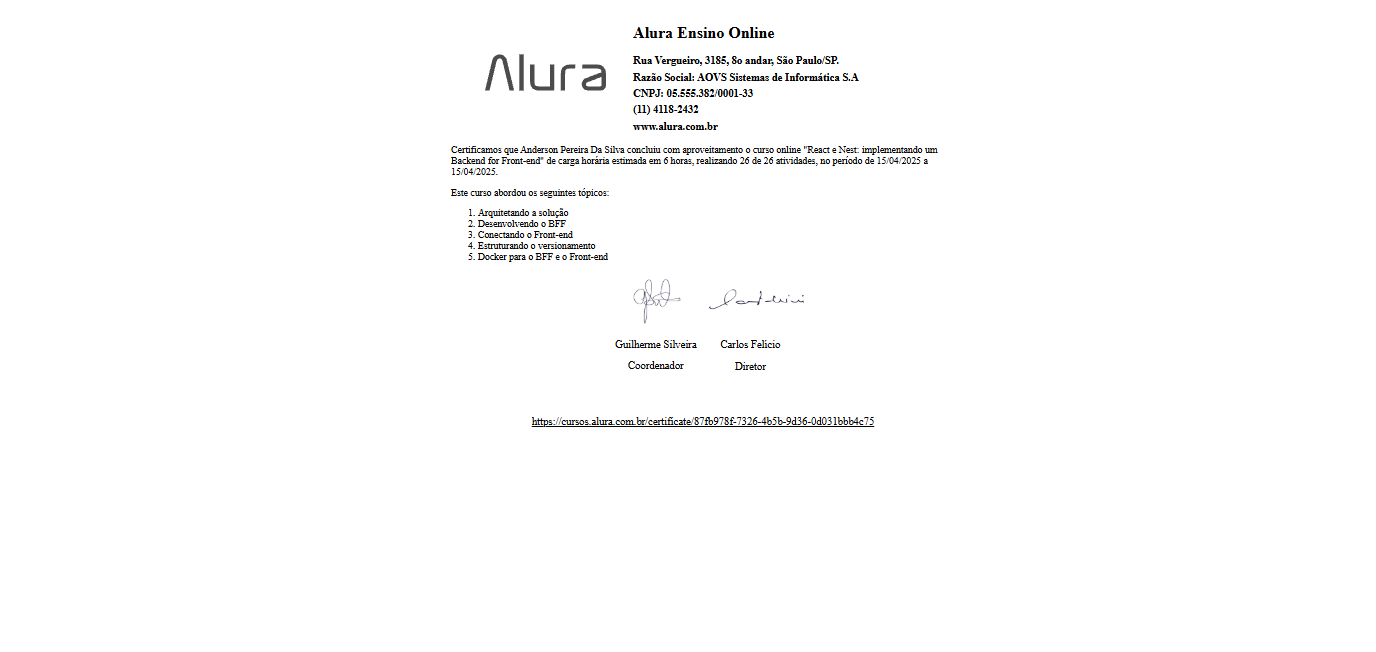 Alura
Alura Ensino Online
Rua Vergueiro, 3185, 8o andar, São Paulo/SP.
Razão Social: AOVS Sistemas de Informática S.A
CNPJ: 05.555.382/0001-33
(11) 4118-2432
www.alura.com.br
Certificamos que Anderson Pereira Da Silva concluiu com aproveitamento o curso online "React e Nest: implementando um
Backend for Front-end" de carga horária estimada em 6 horas, realizando 26 de 26 atividades, no período de 15/04/2025 a
15/04/2025.
Este curso abordou os seguintes tópicos:
1. Arquitetando a solução
2. Desenvolvendo o BFF
3. Conectando o Front-end
4. Estruturando o versionamento
5. Docker para o BFF e o Front-end
Guilherme Silveira Carlos Felício
Coordenador Diretor
https://cursos.alura.com.br/certificate/87fb978f-7326-4b5b-9d36-0d031bbb4c75